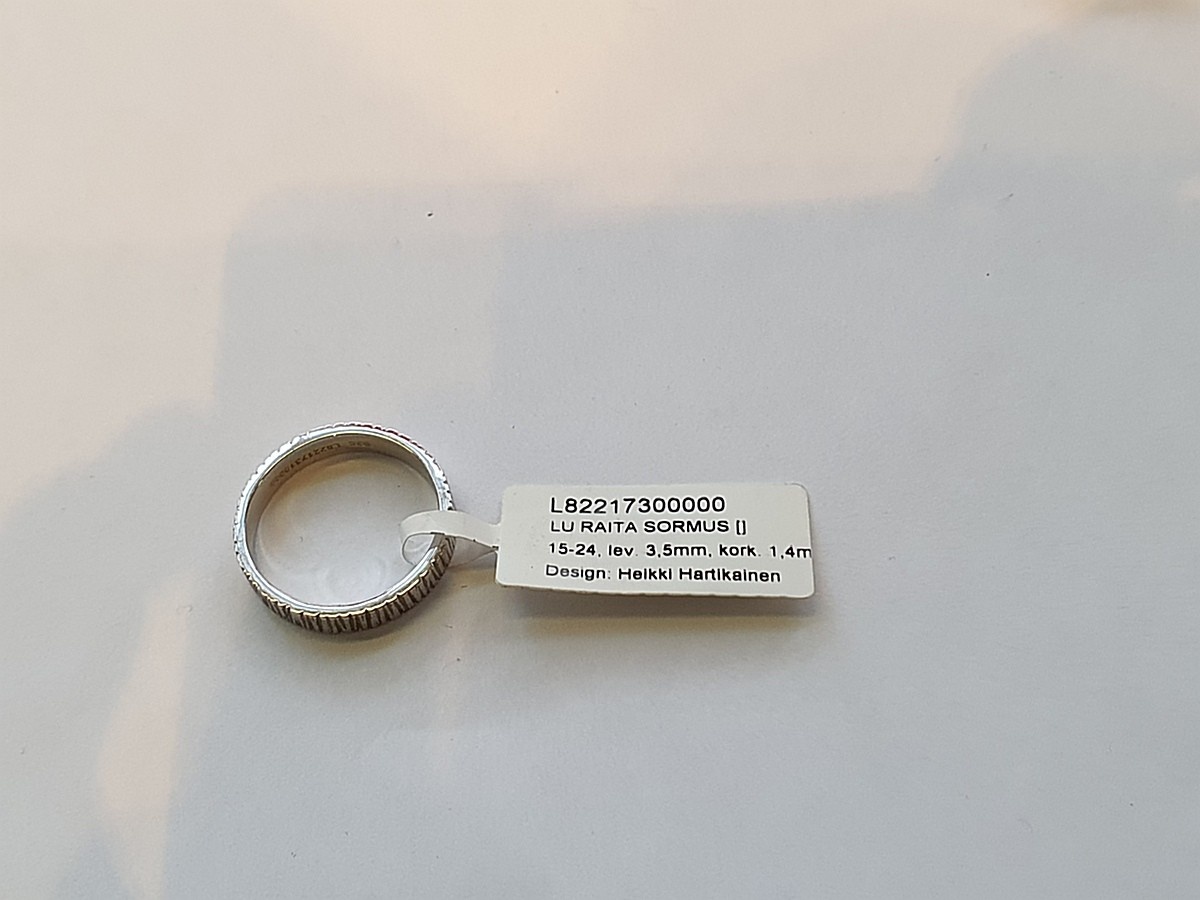 L82217300000
LU RAITA SORMUS []
15-24, lev. 3,5mm, kork. 1,4m
Design: Heikki Hartikainen